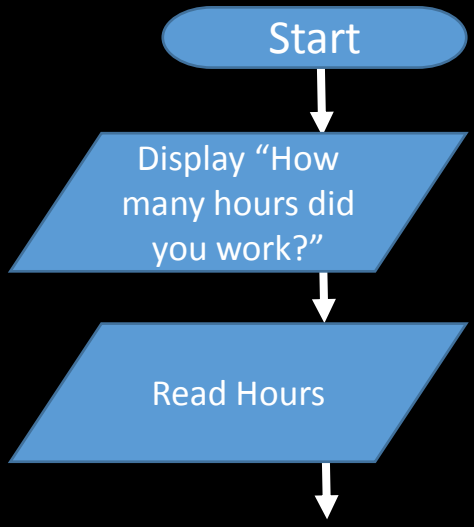 Start
Display “How
many hours did
you work?”
Read Hours